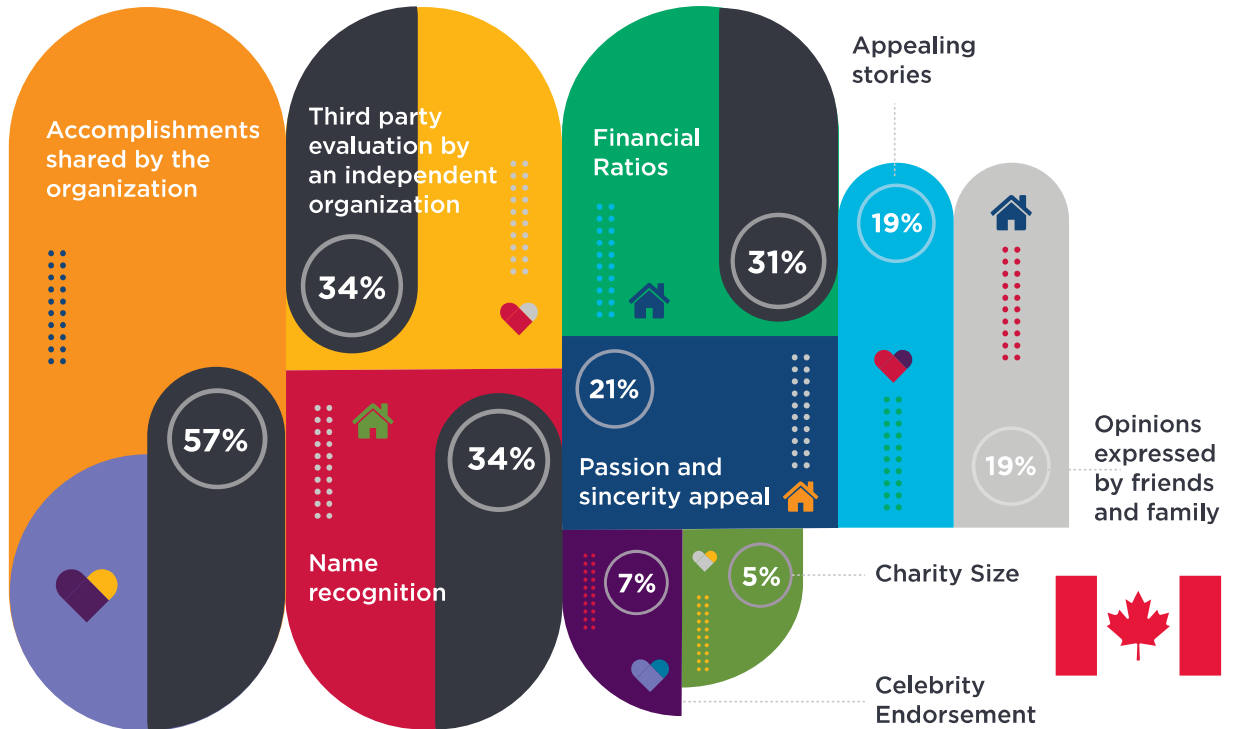 Accomplishments
shared by the
organization
57%
Third party
evaluation by
an independent
organization
34%
Name
recognition
34%
Financial
Ratios
31%
21%
Passion and
sincerity appeal
Appealing
stories
19%
19%
Opinions
expressed
by friends
and family
7%
5%
Charity Size
Celebrity
Endorsement